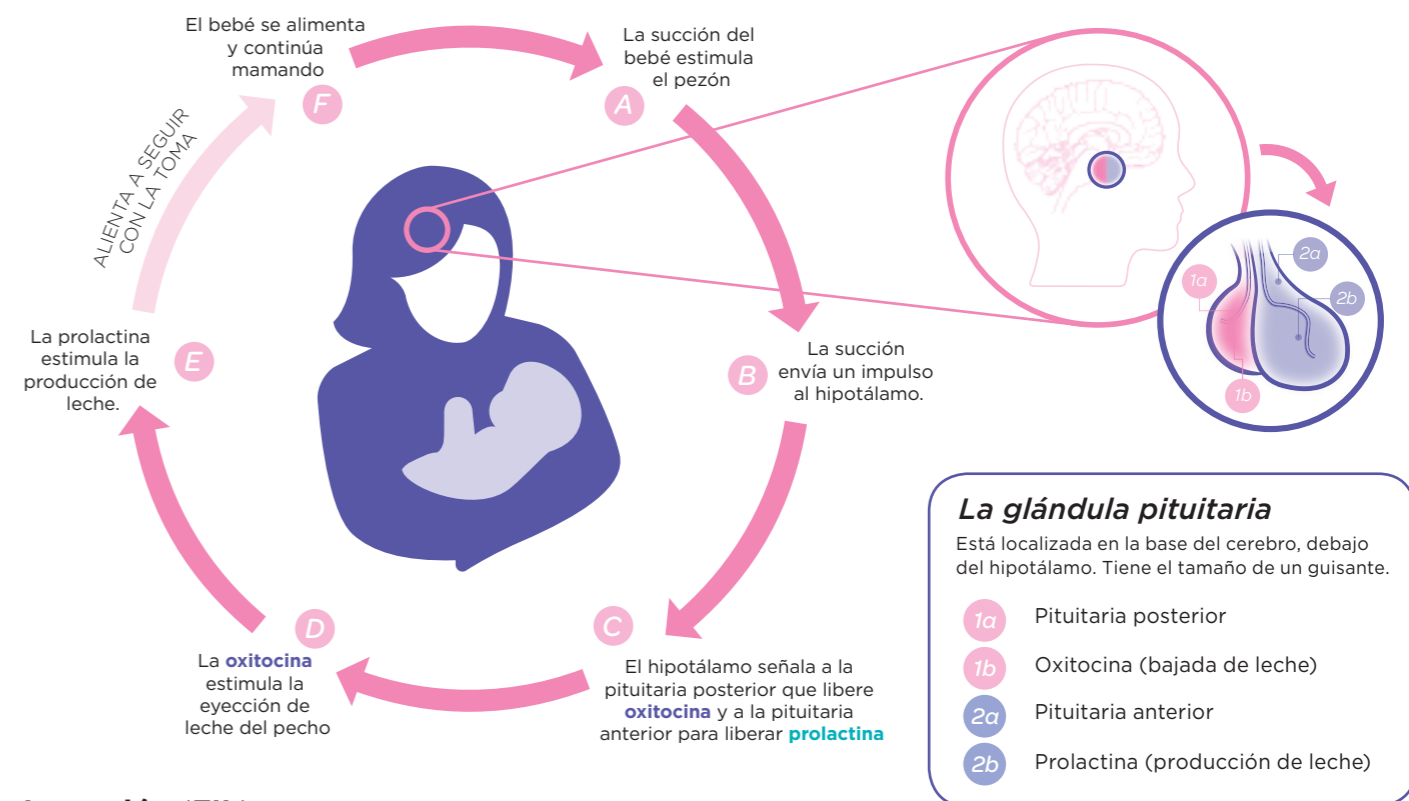 El bebé se alimenta
y continúa
mamando
F
La succión del
bebé estimula
el pezón
A
ALIENTA A SEGUIR
CON LA TOMA
2a
1a
2b
1b
La prolactina
estimula la
producción de
leche.
E
B
La succión
envía un impulso
al hipotálamo.
D
La oxitocina
estimula la
eyección de
leche del pecho
C
El hipotálamo señala a la
pituitaria posterior que libere
oxitocina y a la pituitaria
anterior para liberar prolactina
La glándula pituitaria
Está localizada en la base del cerebro, debajo
del hipotálamo. Tiene el tamaño de un guisante.
1a Pituitaria posterior
1b Oxitocina (bajada de leche)
2a Pituitaria anterior
2b Prolactina (producción de leche)